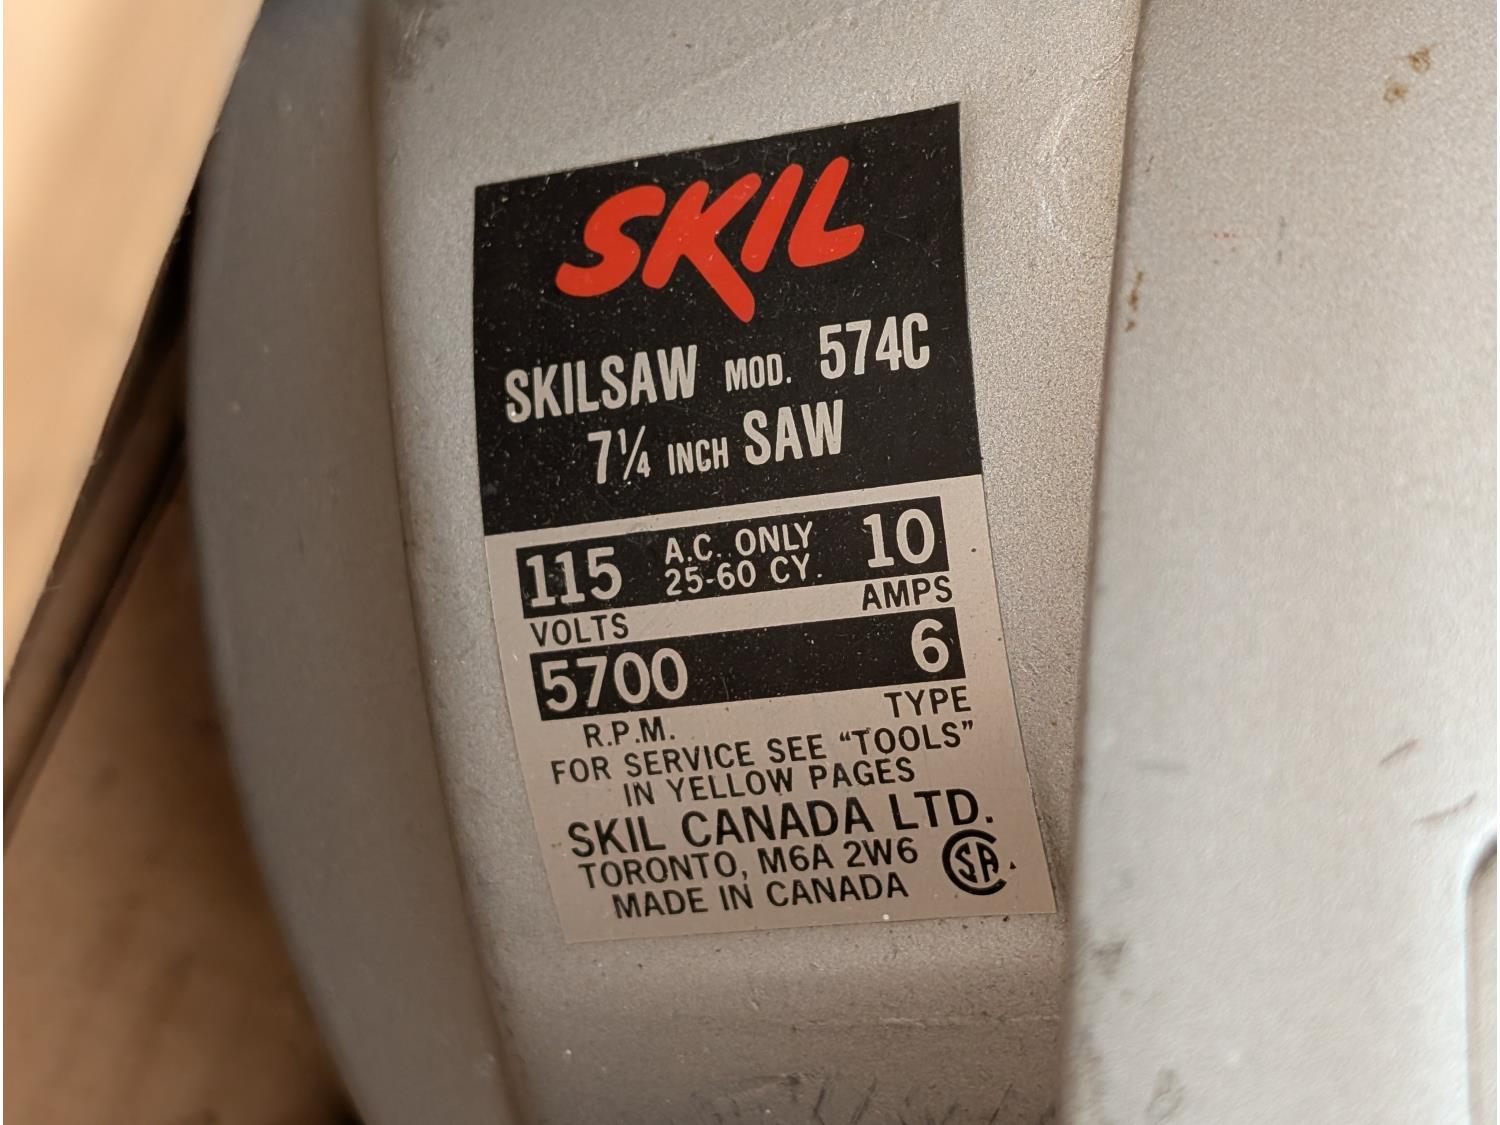 SKIL
SKILSAW MOD. 574C
7¼ INCH SAW
115 A.C. ONLY 10
25-60 CY.
VOLTS AMPS
5700 6
R.P.M. TYPE
FOR SERVICE SEE “TOOLS”
IN YELLOW PAGES
SKIL CANADA LTD.
TORONTO, M6A 2W6
MADE IN CANADA
CSA